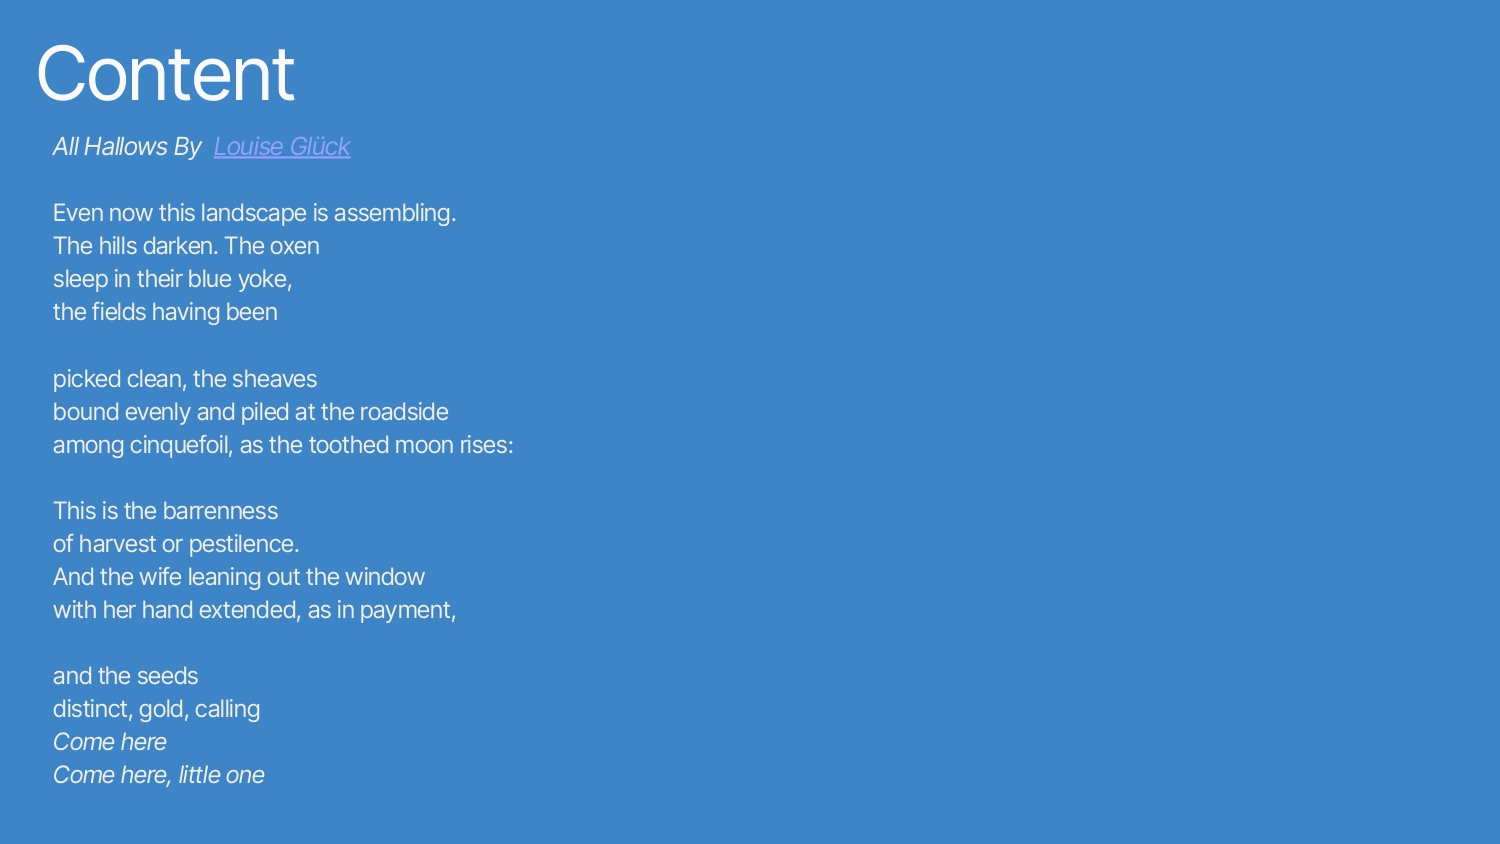 Content
All Hallows By Louise Glück
Even now this landscape is assembling.
The hills darken. The oxen
sleep in their blue yoke,
the fields having been
picked clean, the sheaves
bound evenly and piled at the roadside
among cinquefoil, as the toothed moon rises:
This is the barrenness
of harvest or pestilence.
And the wife leaning out the window
with her hand extended, as in payment,
and the seeds
distinct, gold, calling
Come here
Come here, little one